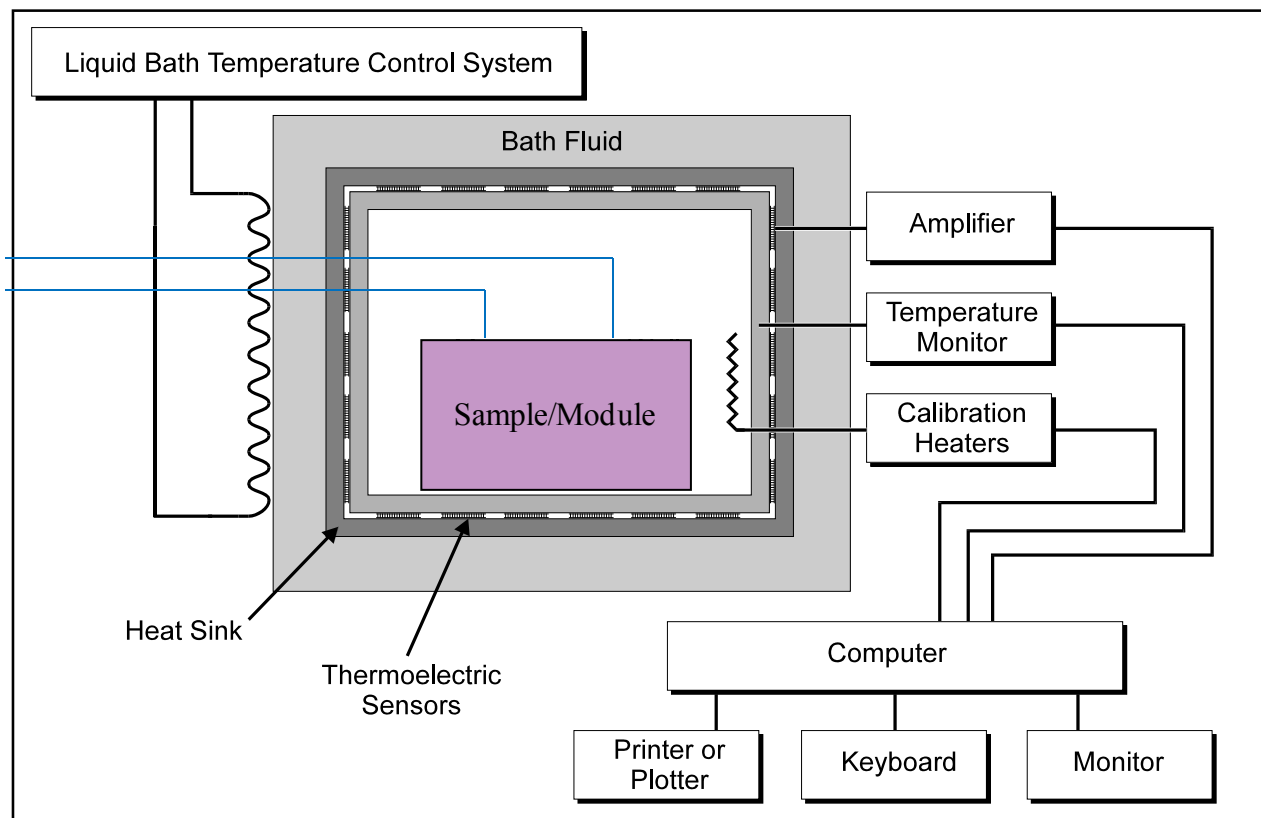 Liquid Bath Temperature Control System
Bath Fluid
Amplifier
Temperature
Monitor
Sample/Module
Calibration
Heaters
Heat Sink
Thermoelectric
Sensors
Computer
Printer or
Plotter
Keyboard
Monitor